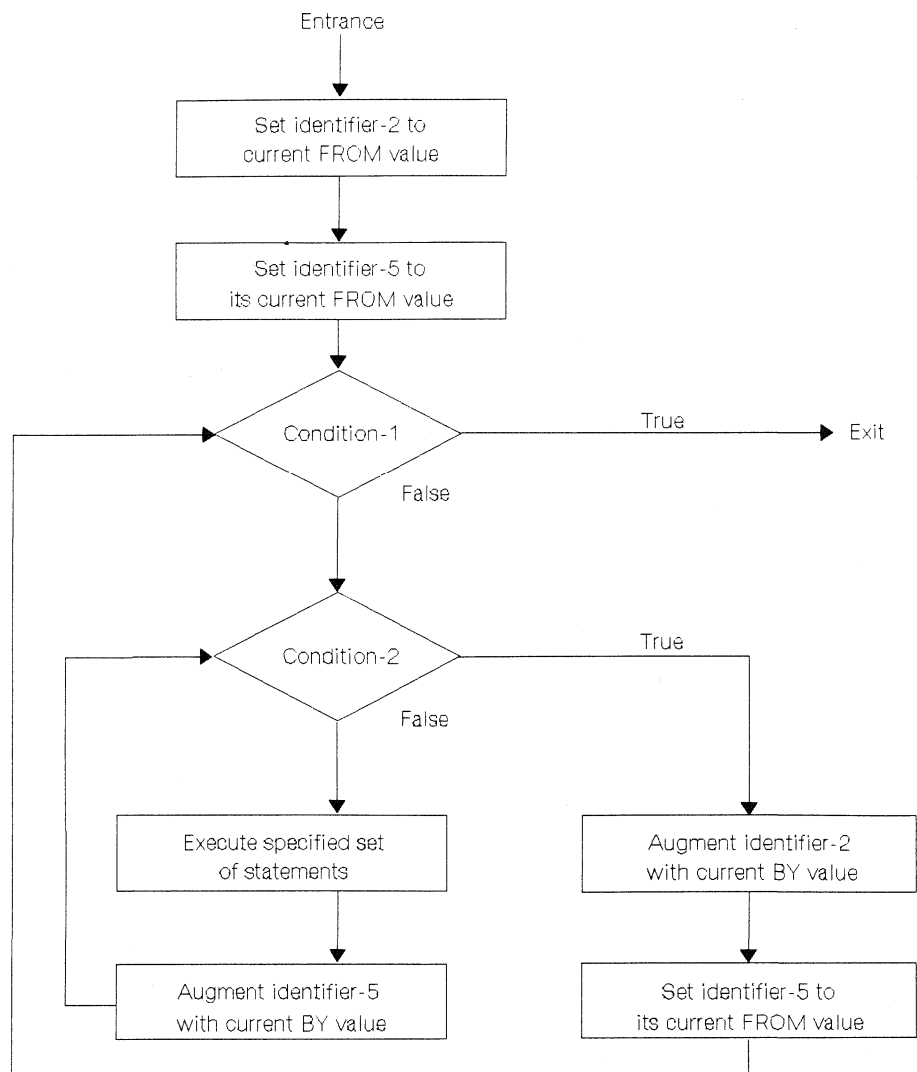 Entrance
Set identifier-2 to
current FROM value
Set identifier-5 to
its current FROM value
Condition-1
True
Exit
False
Condition-2
True
False
Execute specified set
of statements
Augment identifier-2
with current BY value
Augment identifier-5
with current BY value
Set identifier-5 to
its current FROM value